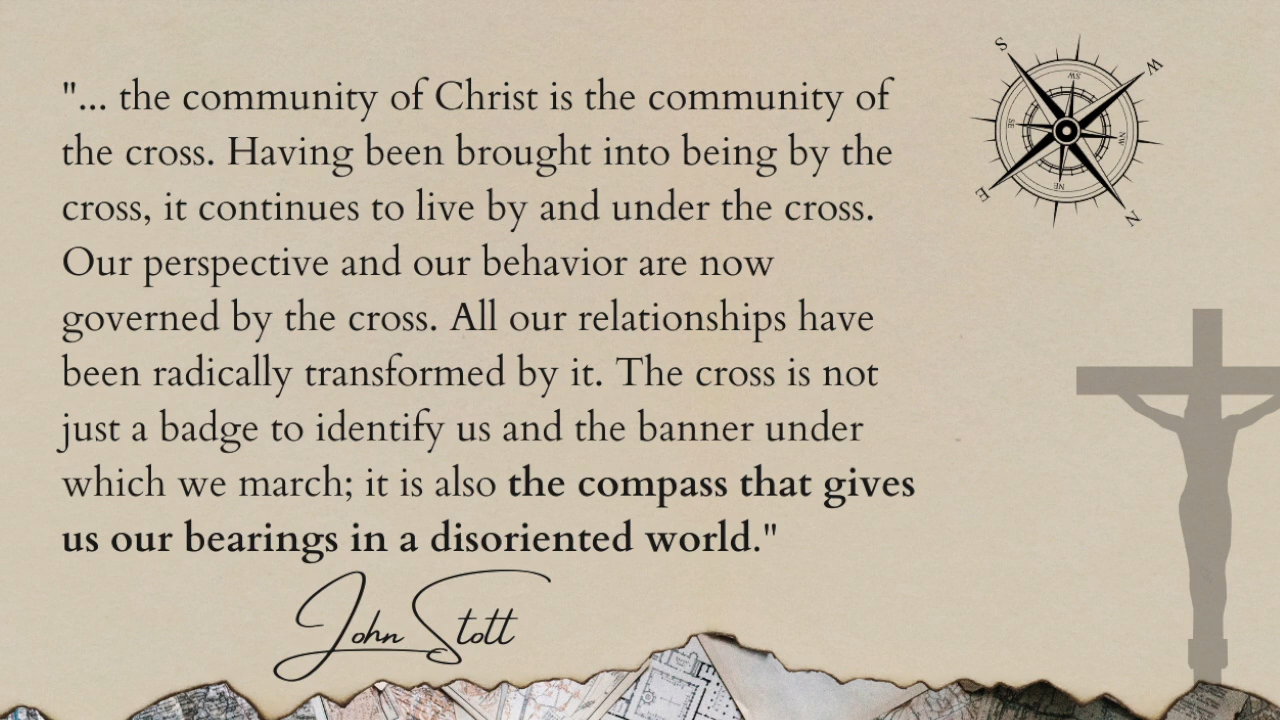 "... the community of Christ is the community of
the cross. Having been brought into being by the
cross, it continues to live by and under the cross.
Our perspective and our behavior are now
governed by the cross. All our relationships have
been radically transformed by it. The cross is not
just a badge to identify us and the banner under
which we march; it is also the compass that gives
us our bearings in a disoriented world."
John Stott
S
W
SW
SE
NW
NE
E
N